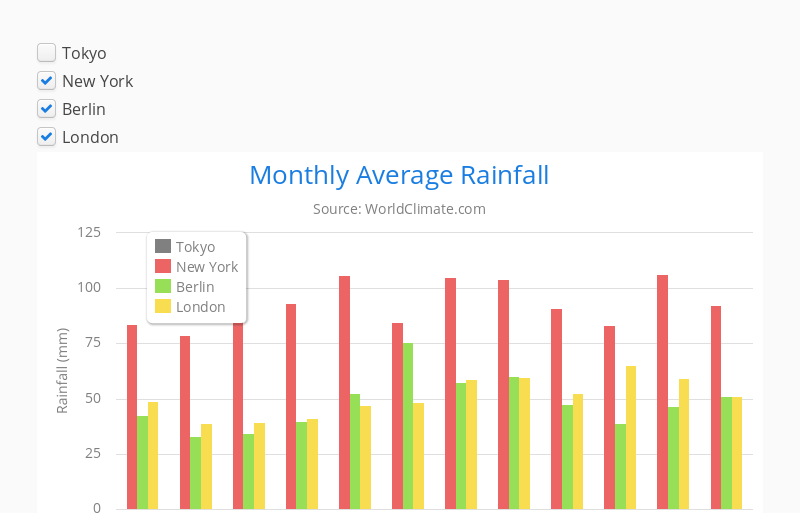 Tokyo
New York
Berlin
London
Monthly Average Rainfall
Source: WorldClimate.com
125
Tokyo
New York
Berlin
London
100
75
50
25
0
Rainfall (mm)